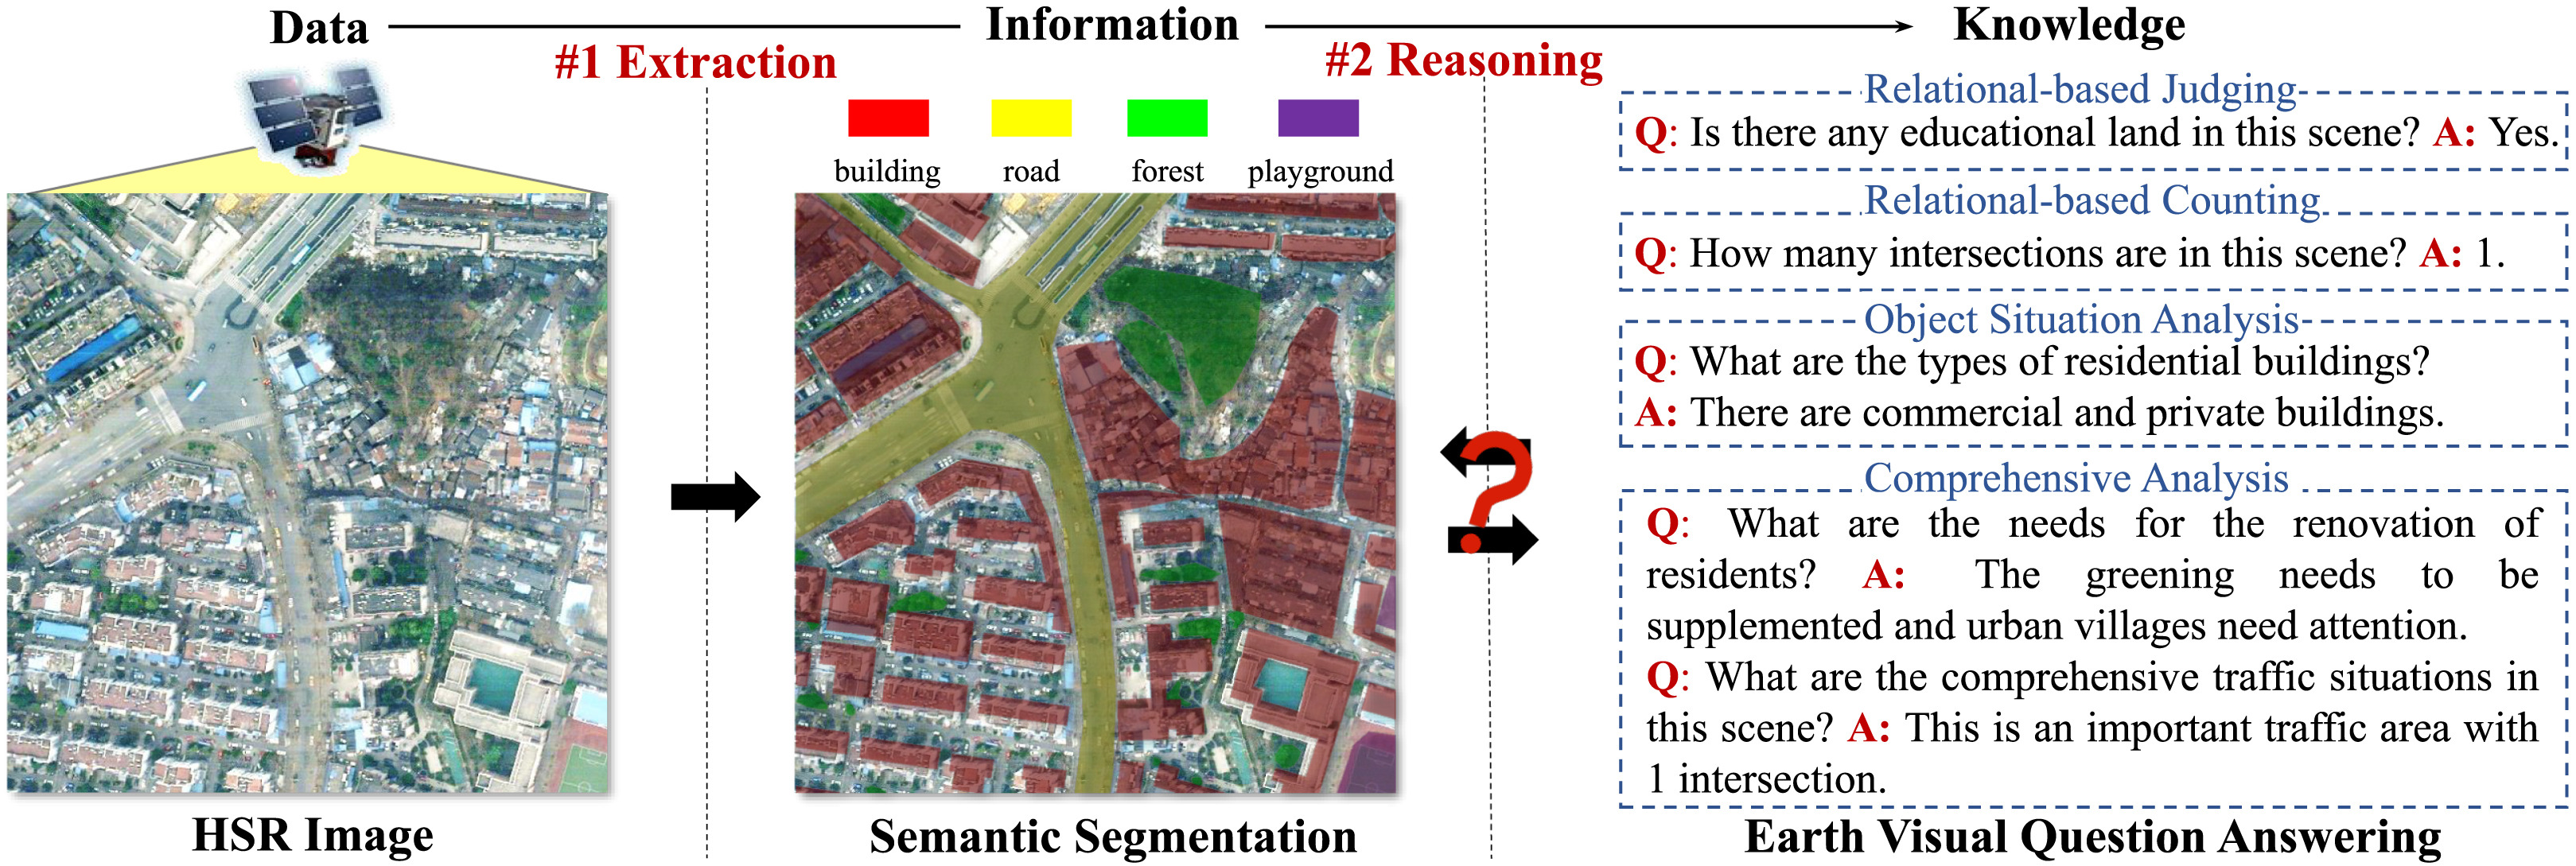 Data
Information
Knowledge
#1 Extraction
#2 Reasoning
building
road
forest
playground
HSR Image
Semantic Segmentation
Relational-based Judging
Q: Is there any educational land in this scene? A: Yes.
Relational-based Counting
Q: How many intersections are in this scene? A: 1.
Object Situation Analysis
Q: What are the types of residential buildings?
A: There are commercial and private buildings.
Comprehensive Analysis
Q: What are the needs for the renovation of
residents? A: The greening needs to be
supplemented and urban villages need attention.
Q: What are the comprehensive traffic situations in
this scene? A: This is an important traffic area with
1 intersection.
Earth Visual Question Answering
?